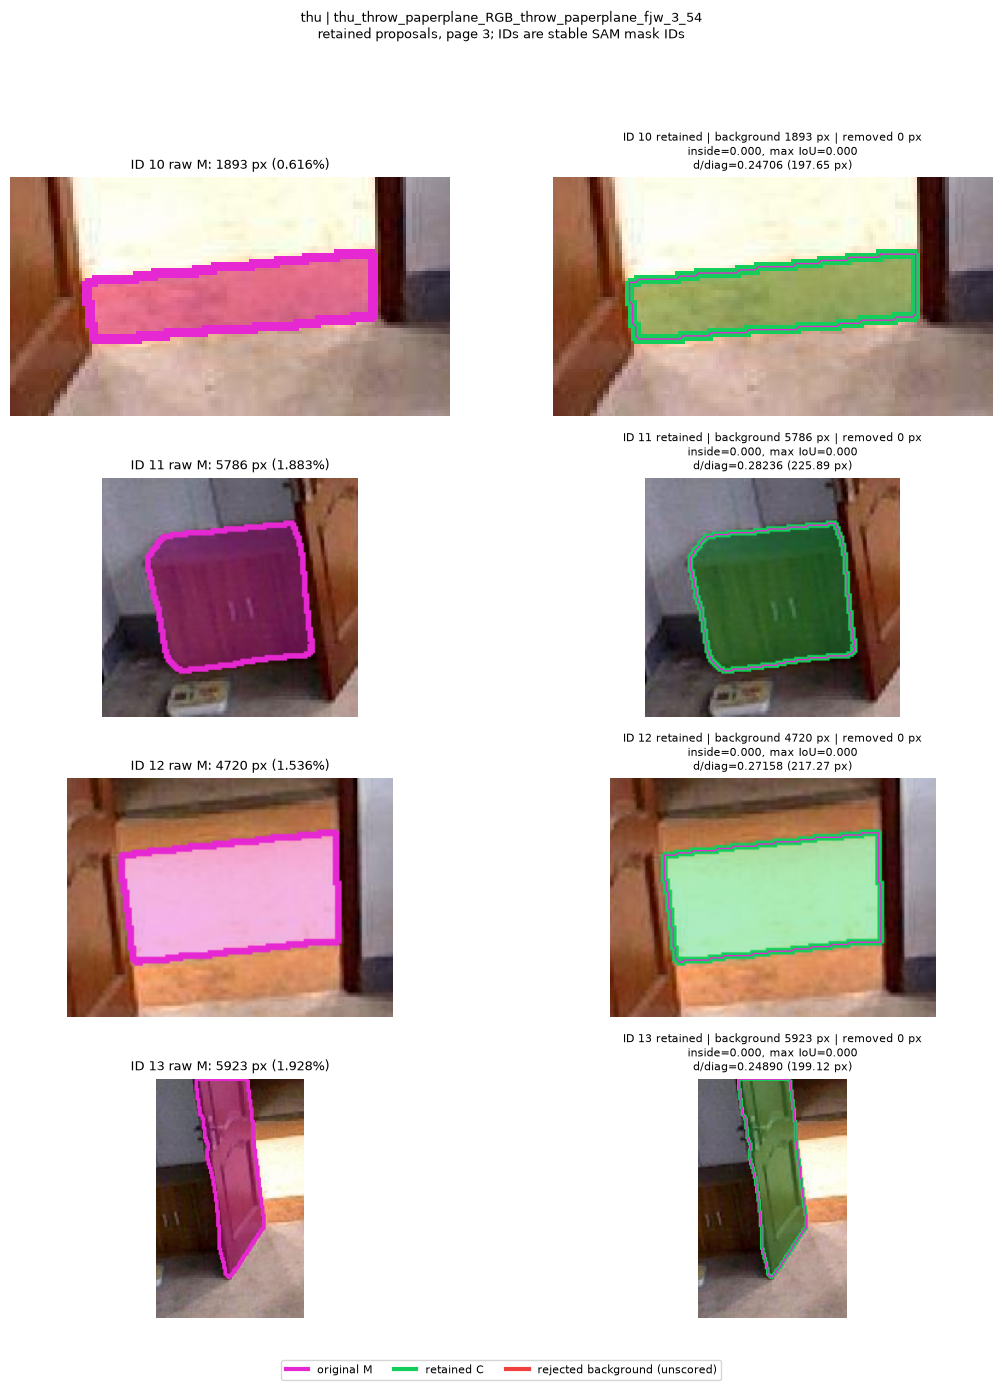 thu | thu_throw_paperplane_RGB_throw_paperplane_fjw_3_54
retained proposals, page 3; IDs are stable SAM mask IDs
ID 10 raw M: 1893 px (0.616%)
ID 10 retained | background 1893 px | removed 0 px
inside=0.000, max IoU=0.000
d/diag=0.24706 (197.65 px)
ID 11 raw M: 5786 px (1.883%)
ID 11 retained | background 5786 px | removed 0 px
inside=0.000, max IoU=0.000
d/diag=0.28236 (225.89 px)
ID 12 raw M: 4720 px (1.536%)
ID 12 retained | background 4720 px | removed 0 px
inside=0.000, max IoU=0.000
d/diag=0.27158 (217.27 px)
ID 13 raw M: 5923 px (1.928%)
ID 13 retained | background 5923 px | removed 0 px
inside=0.000, max IoU=0.000
d/diag=0.24890 (199.12 px)
original M
retained C
rejected background (unscored)